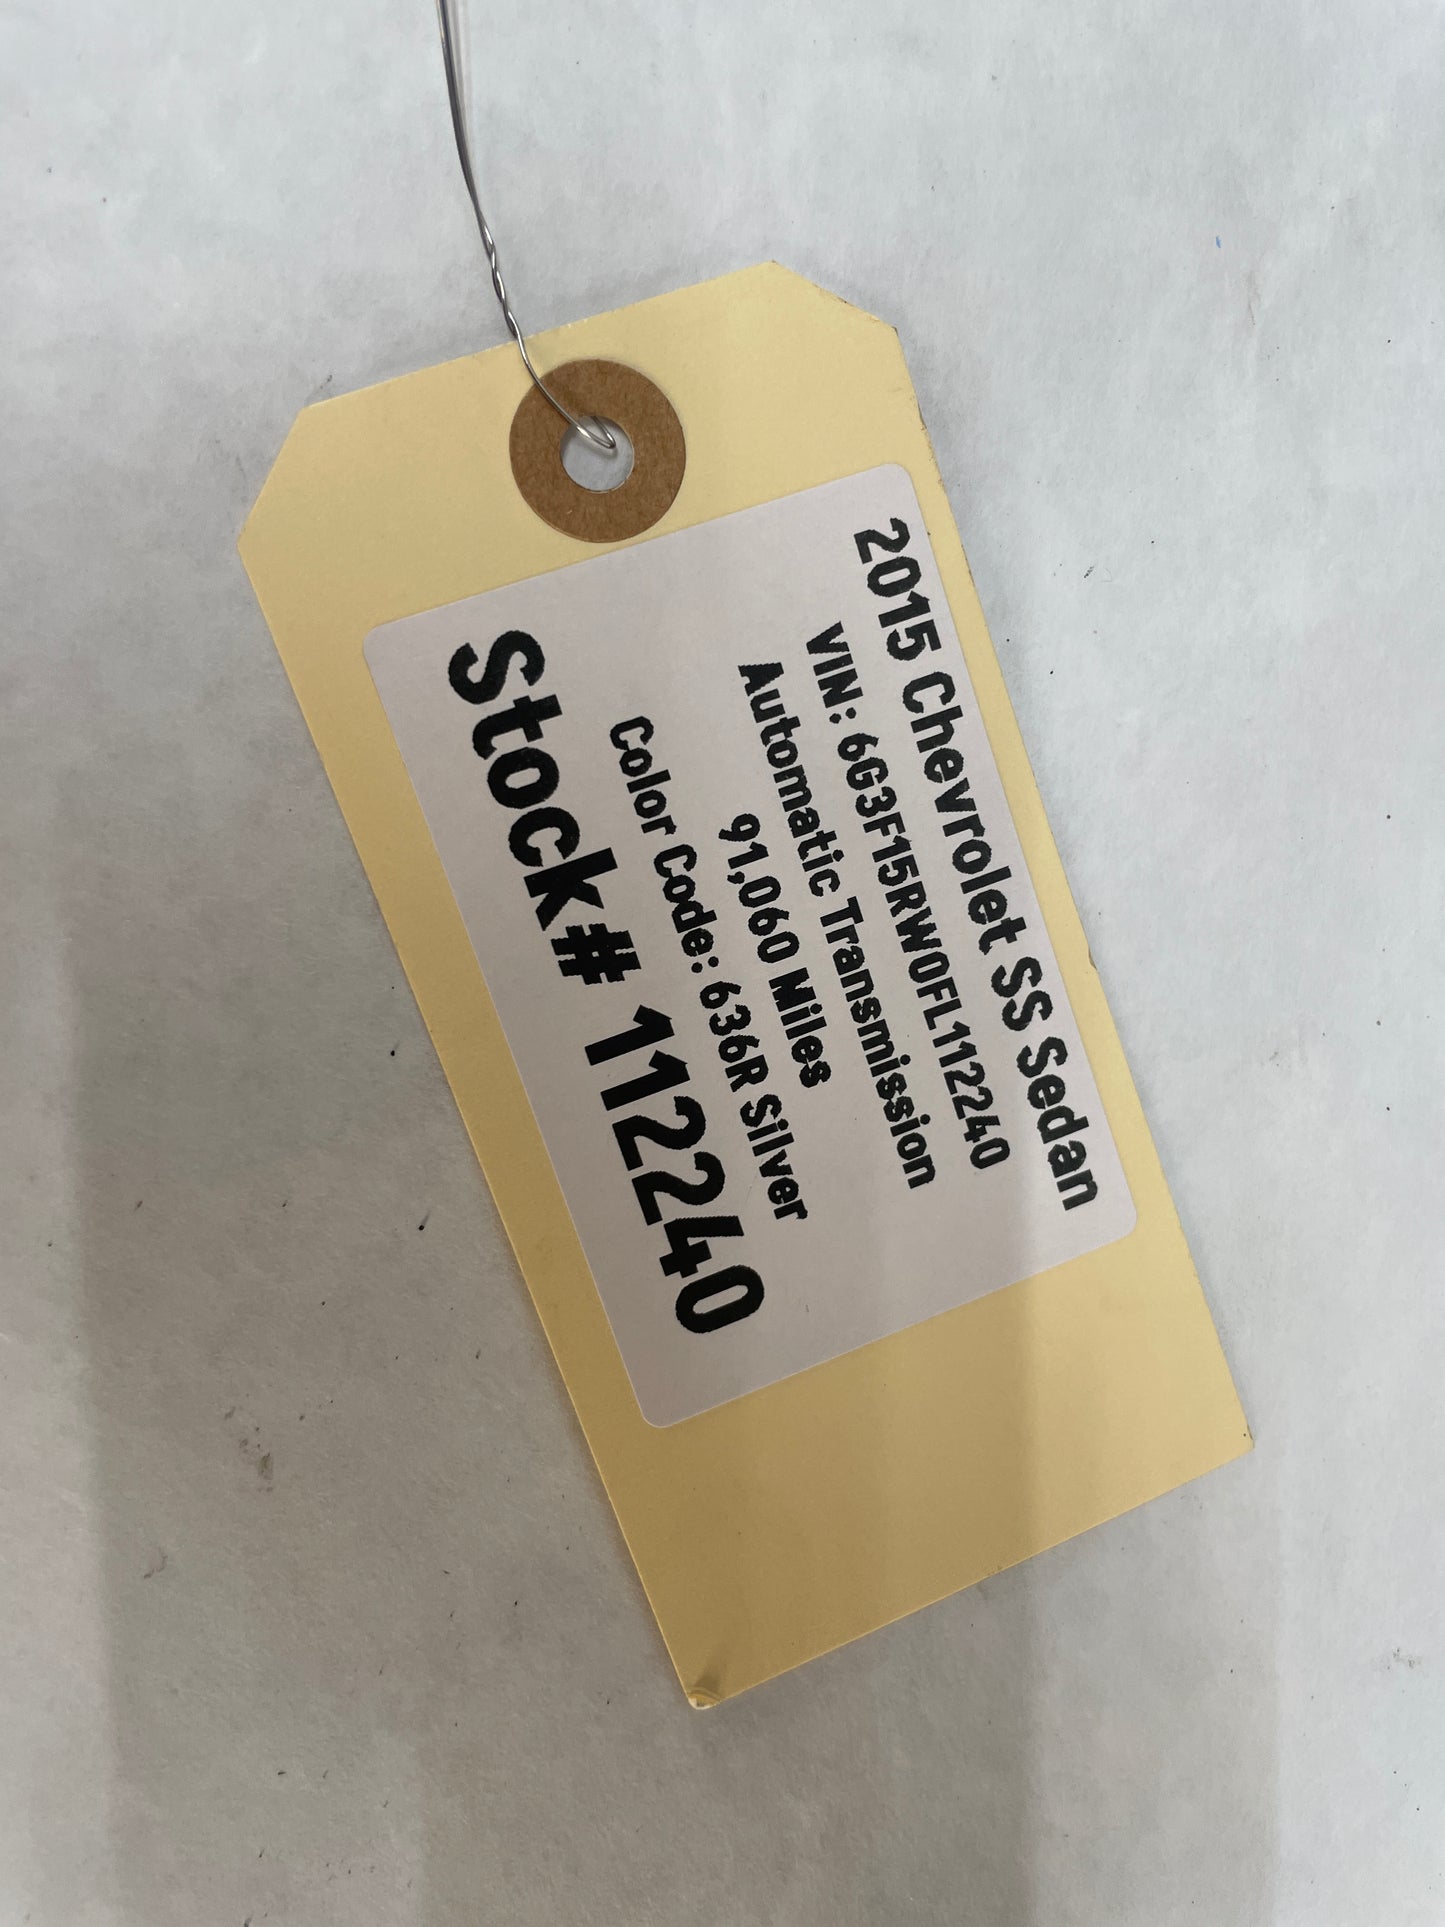 2015 Chevrolet SS Sedan
VIN: 6G3F15RW0FL112240
Automatic Transmission
91,060 Miles
Color Code: 636R Silver
Stock# 112240